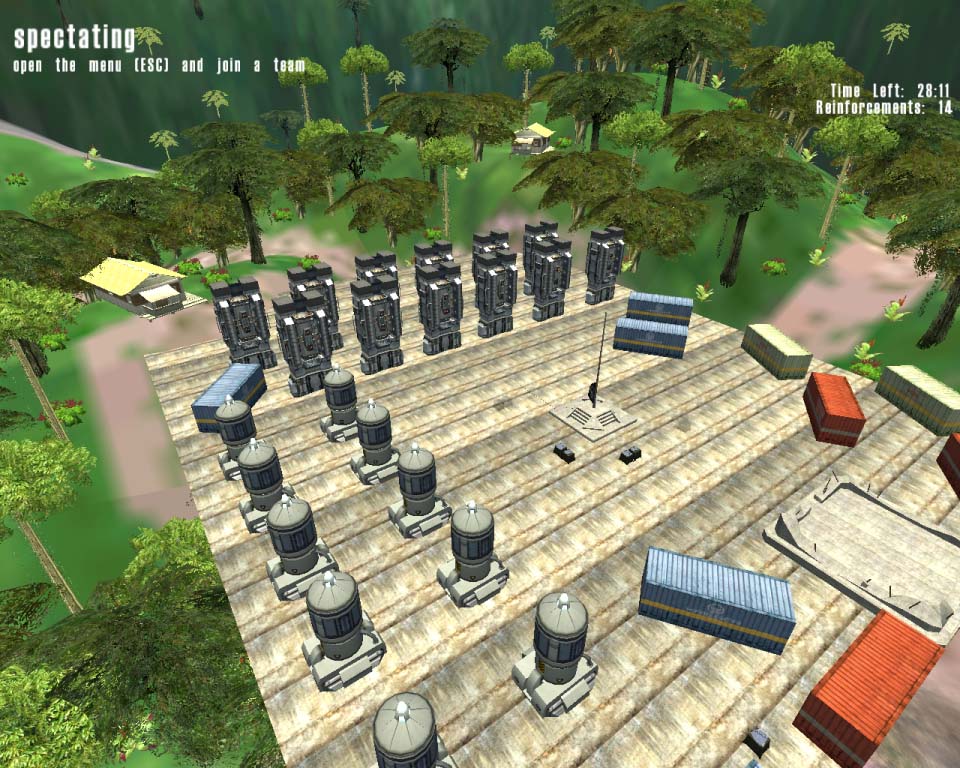 spectating
open the menu (ESC) and join a team
Time Left: 28:11
Reinforcements: 14